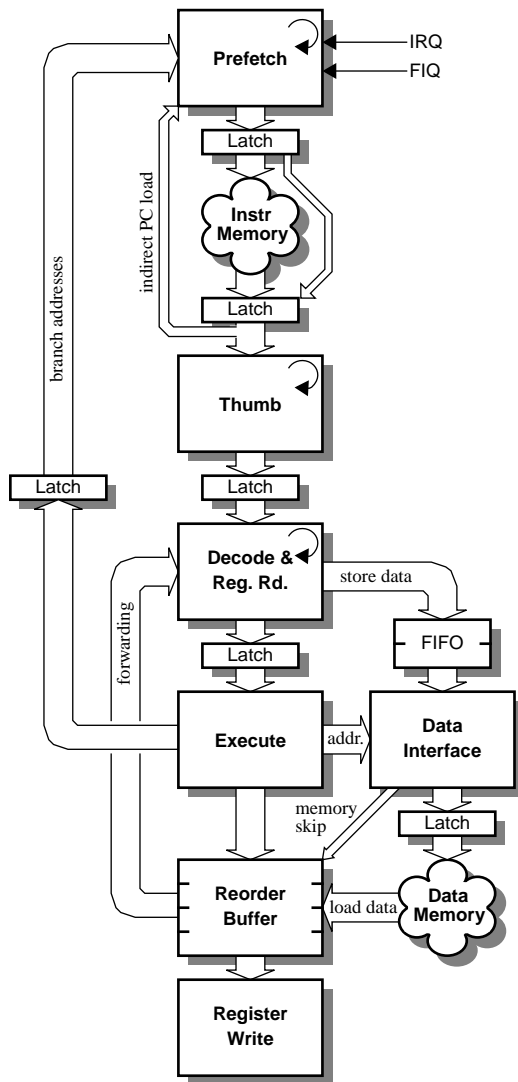 Prefetch
IRQ
FIQ
Latch
indirect PC load
Instr
Memory
Latch
branch addresses
Thumb
Latch
Latch
Decode &
Reg. Rd.
store data
forwarding
FIFO
Latch
Execute
addr.
Data
Interface
memory
skip
Latch
Reorder
Buffer
load data
Data
Memory
Register
Write